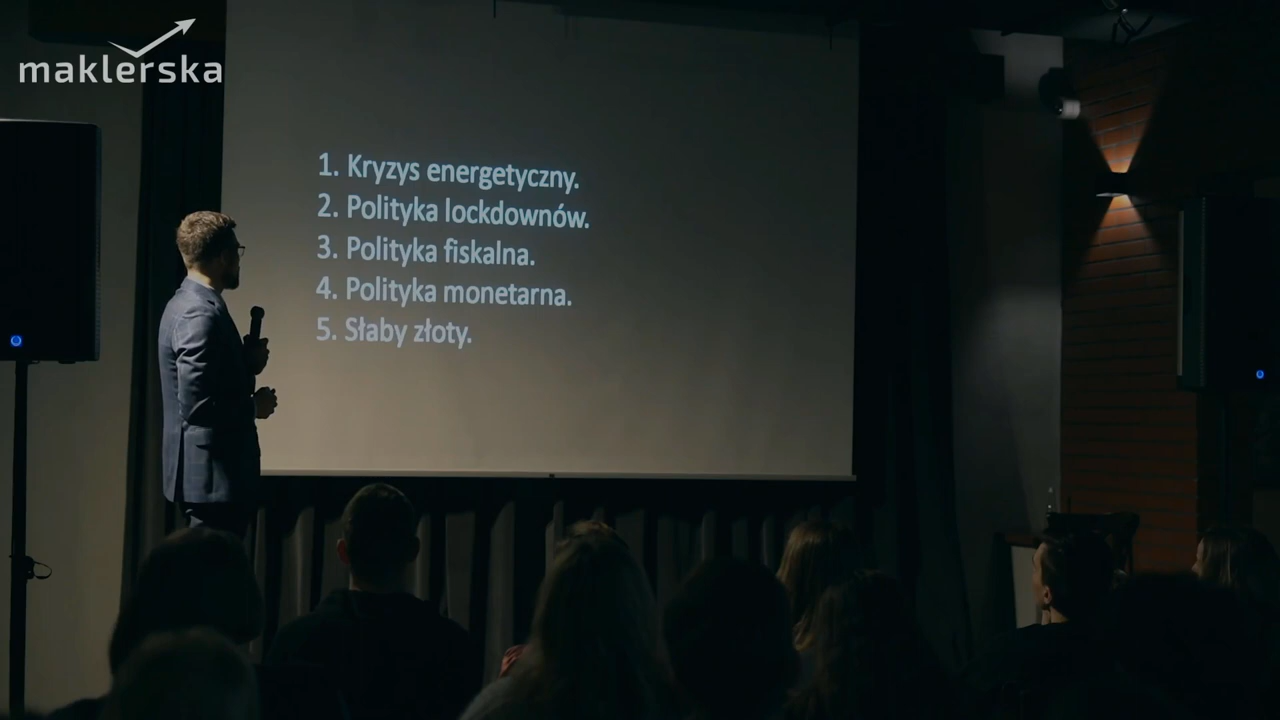 maklerska
1. Kryzys energetyczny.
2. Polityka lockdownów.
3. Polityka fiskalna.
4. Polityka monetarna.
5. Słaby złoty.